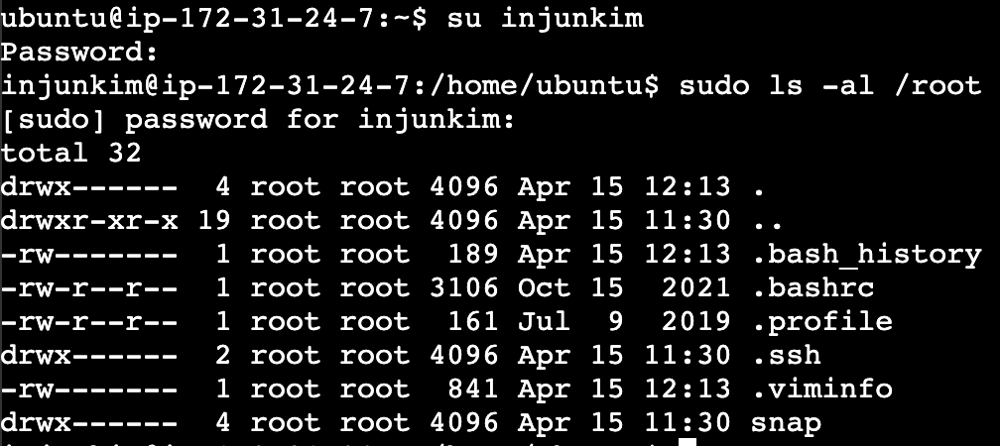 ubuntu@ip-172-31-24-7:~$ su injunkim
Password:
injunkim@ip-172-31-24-7:/home/ubuntu$ sudo ls -al /root
[sudo] password for injunkim:
total 32
drwx------  4 root root 4096 Apr 15 12:13 .
drwxr-xr-x 19 root root 4096 Apr 15 11:30 ..
-rw-------  1 root root  189 Apr 15 12:13 .bash_history
-rw-r--r--  1 root root 3106 Oct 15  2021 .bashrc
-rw-r--r--  1 root root  161 Jul  9  2019 .profile
drwx------  2 root root 4096 Apr 15 11:30 .ssh
-rw-------  1 root root  841 Apr 15 12:13 .viminfo
drwx------  4 root root 4096 Apr 15 11:30 snap